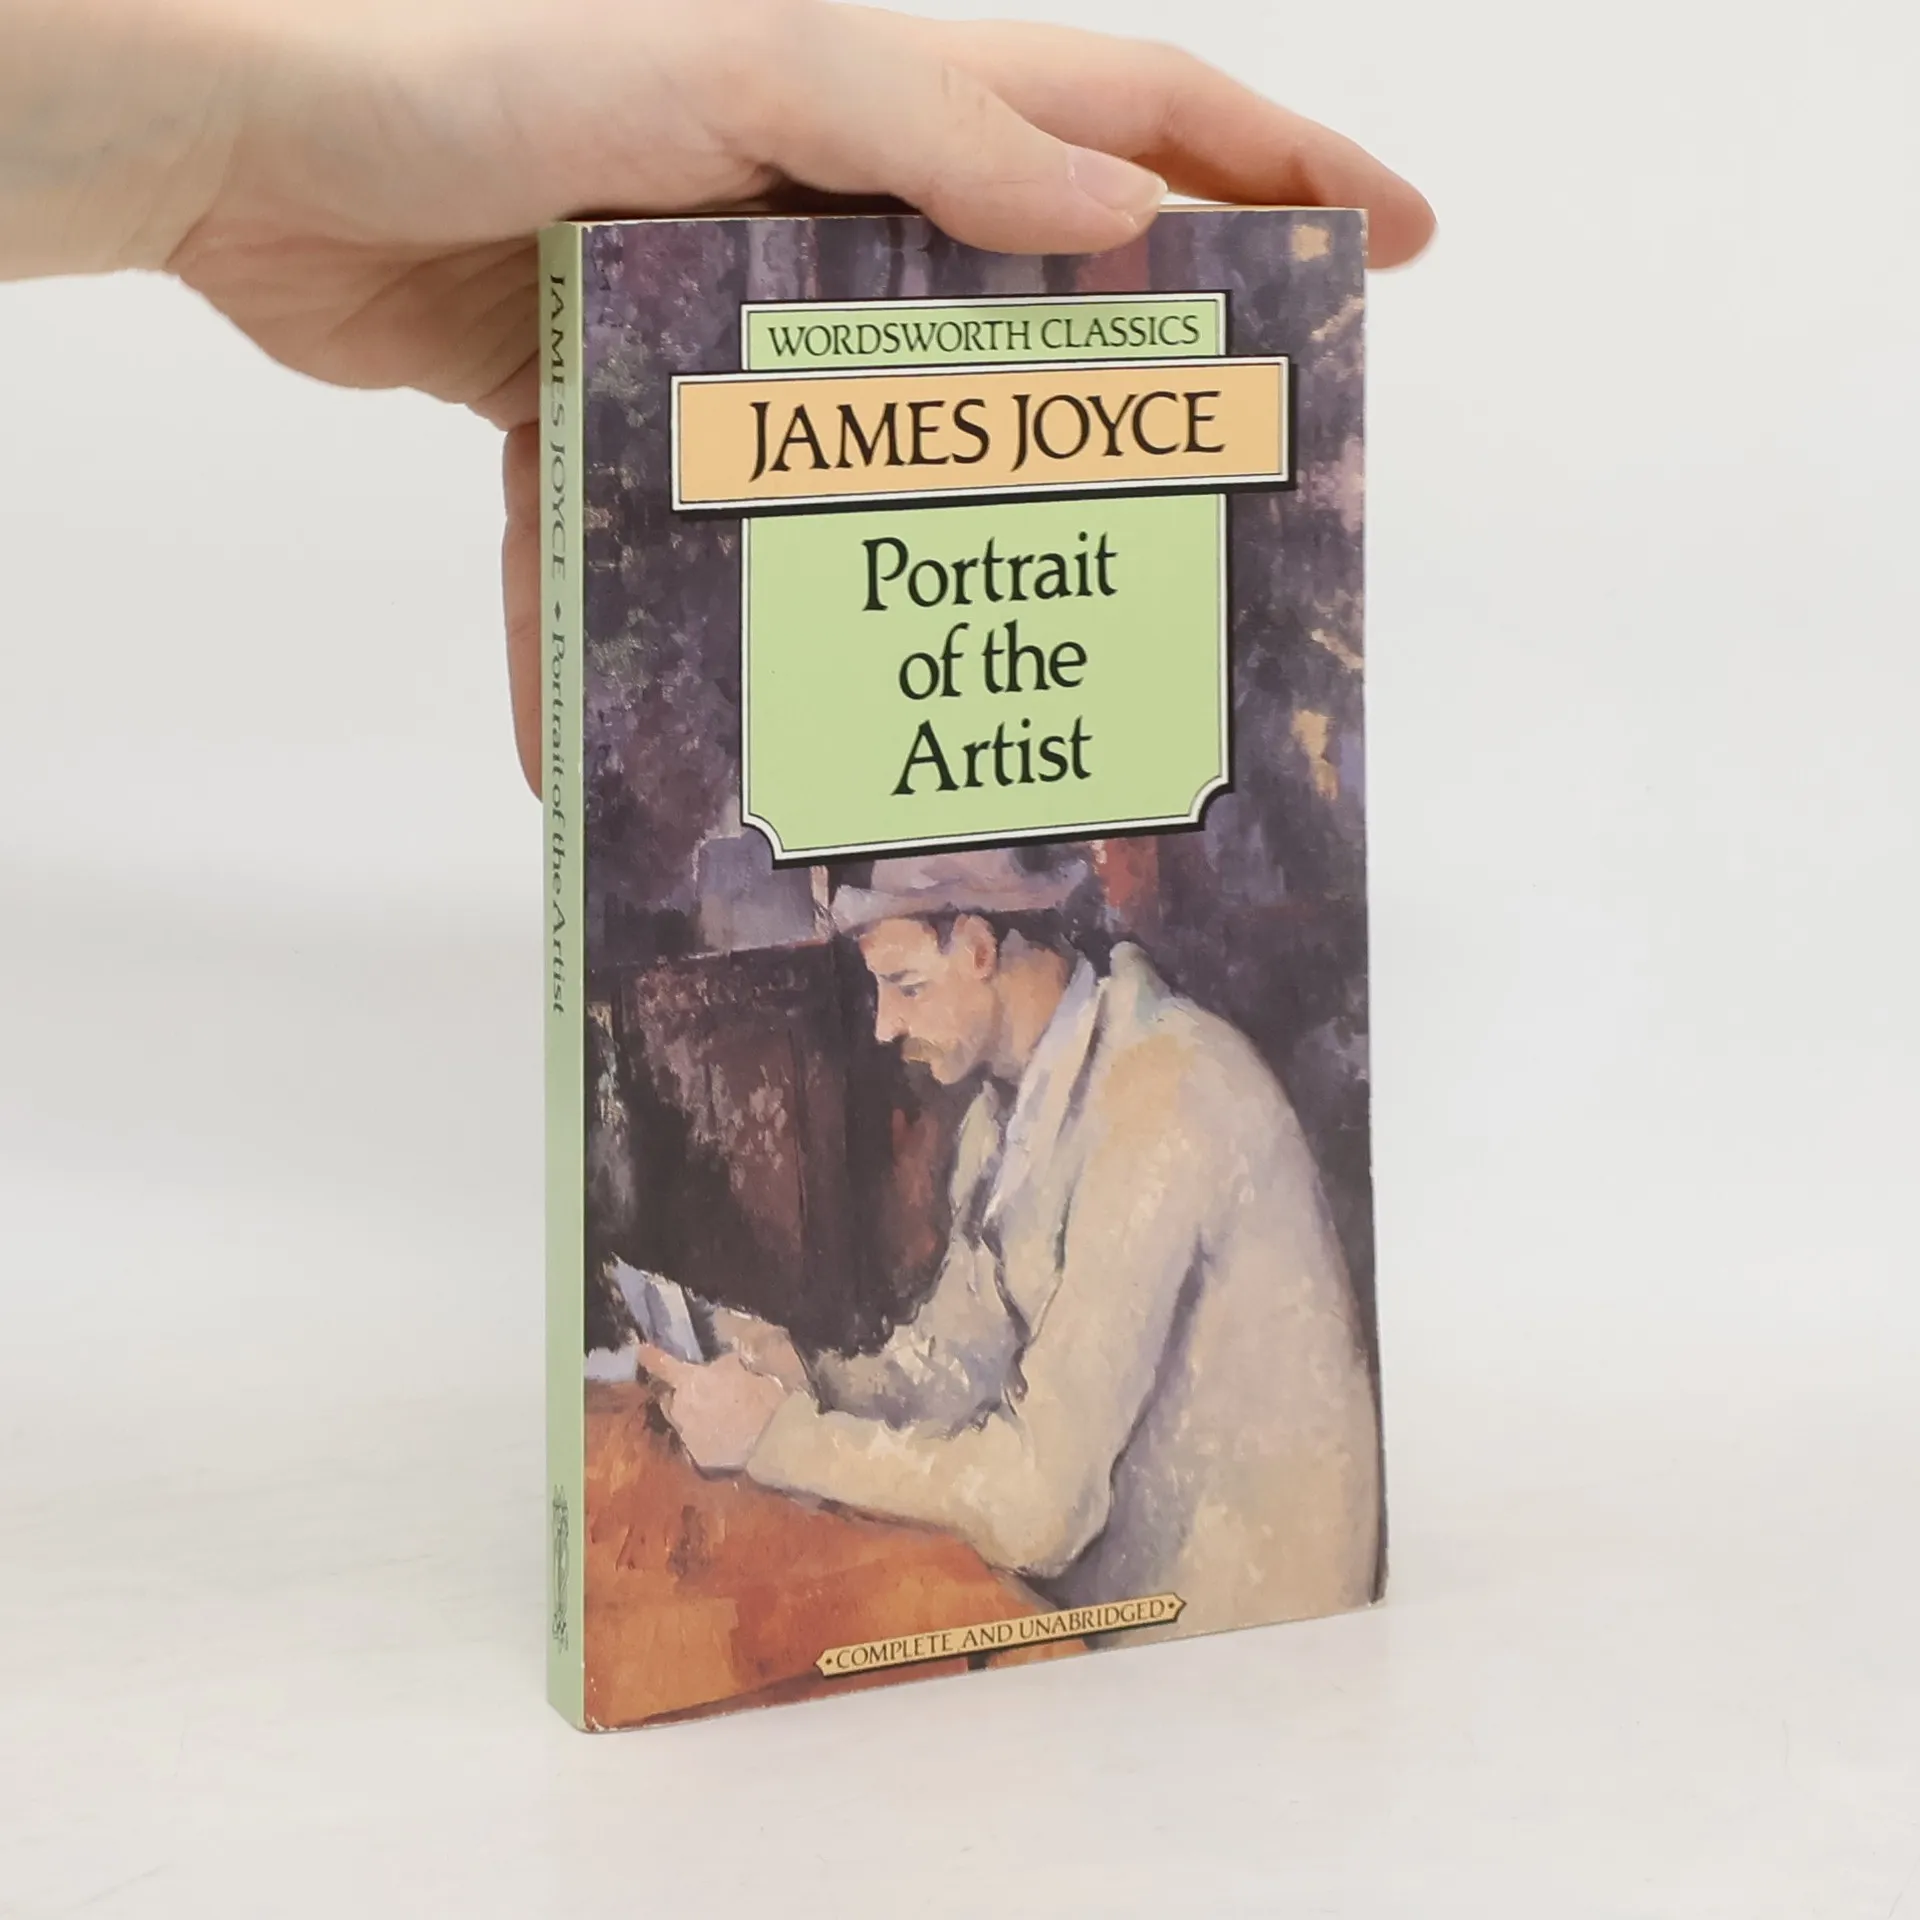 WORDSWORTH CLASSICS
JAMES JOYCE
Portrait
of the
Artist
•COMPLETE AND UNABRIDGED•
JAMES JOYCE ♦ Portrait of the Artist